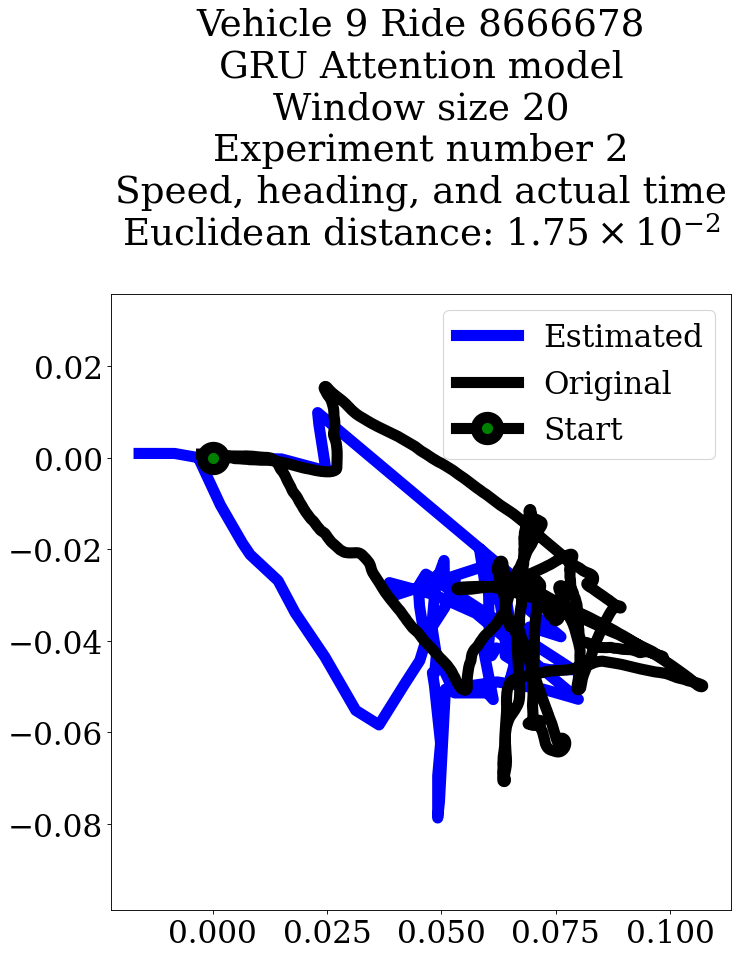 Vehicle 9 Ride 8666678
GRU Attention model
Window size 20
Experiment number 2
Speed, heading, and actual time
Euclidean distance: 1.75 × 10⁻²
Estimated
Original
Start
0.02
0.00
−0.02
−0.04
−0.06
−0.08
0.000 0.025 0.050 0.075 0.100